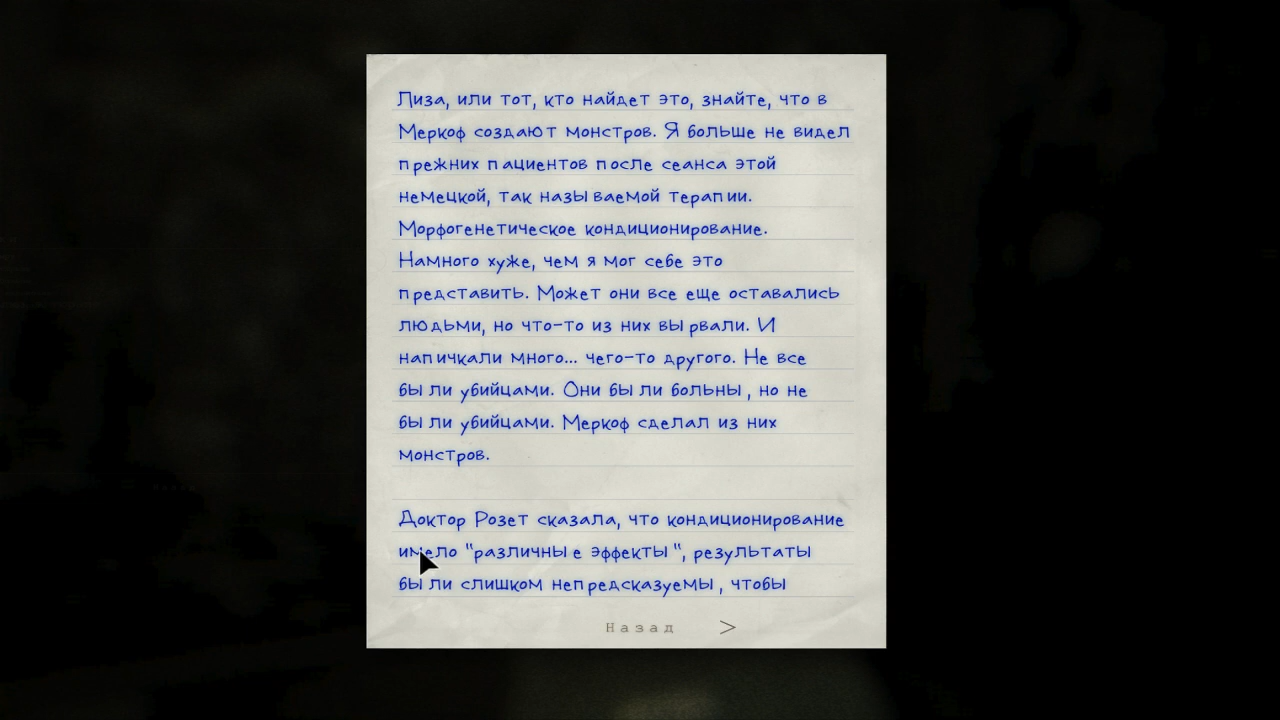 Лиза, или тот, кто найдет это, знайте, что в
Меркоф создают монстров. Я больше не видел
прежних пациентов после сеанса этой
немецкой, так называемой терапии.
Морфогенетическое кондиционирование.
Намного хуже, чем я мог себе это
представить. Может они все еще оставались
людьми, но что-то из них вырвали. И
напичкали много... чего-то другого. Не все
были убийцами. Они были больны, но не
были убийцами. Меркоф сделал из них
монстров.
Доктор Розет сказала, что кондиционирование
имело "различные эффекты", результаты
были слишком непредсказуемы, чтобы
Назад >